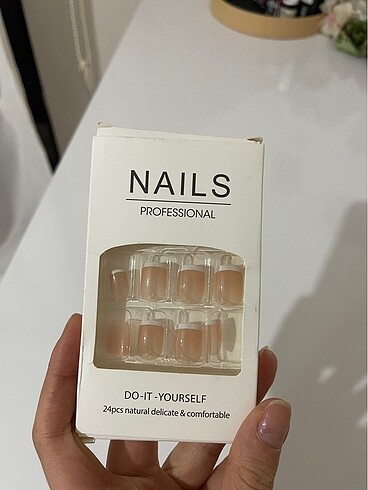 NAILS
PROFESSIONAL
DO-IT-YOURSELF
24pcs natural delicate & comfortable